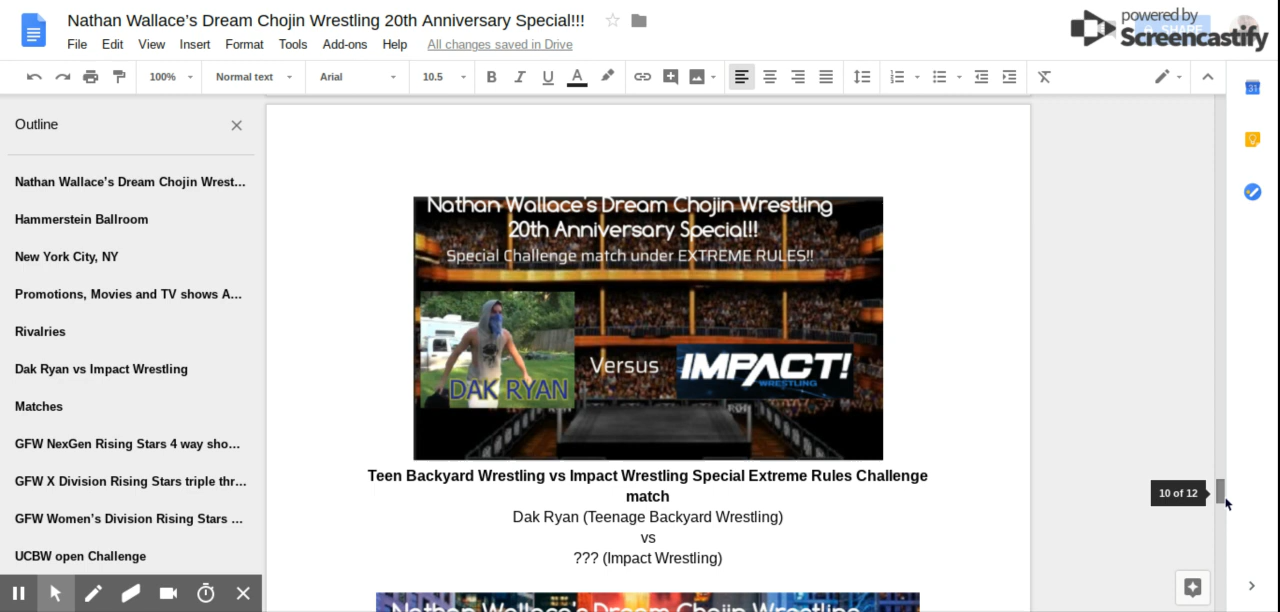 Nathan Wallace's Dream Chojin Wrestling 20th Anniversary Special!!!
powered by
Screencastify
File Edit View Insert Format Tools Add-ons Help All changes saved in Drive
100% Normal text Arial 10.5 B I U A
31
Outline
Nathan Wallace's Dream Chojin Wrest...
Hammerstein Ballroom
New York City, NY
Promotions, Movies and TV shows A...
Rivalries
Dak Ryan vs Impact Wrestling
Matches
GFW NexGen Rising Stars 4 way sho...
GFW X Division Rising Stars triple thr...
GFW Women's Division Rising Stars ...
UCBW open Challenge
Nathan Wallace's Dream Chojin Wrestling
20th Anniversary Special!!
Special Challenge match under EXTREME RULES!!
DAK RYAN
Versus
IMPACT!
WRESTLING
Teen Backyard Wrestling vs Impact Wrestling Special Extreme Rules Challenge
match
Dak Ryan (Teenage Backyard Wrestling)
vs
??? (Impact Wrestling)
10 of 12
Nathan Wallace's Dream Chojin Wrestling